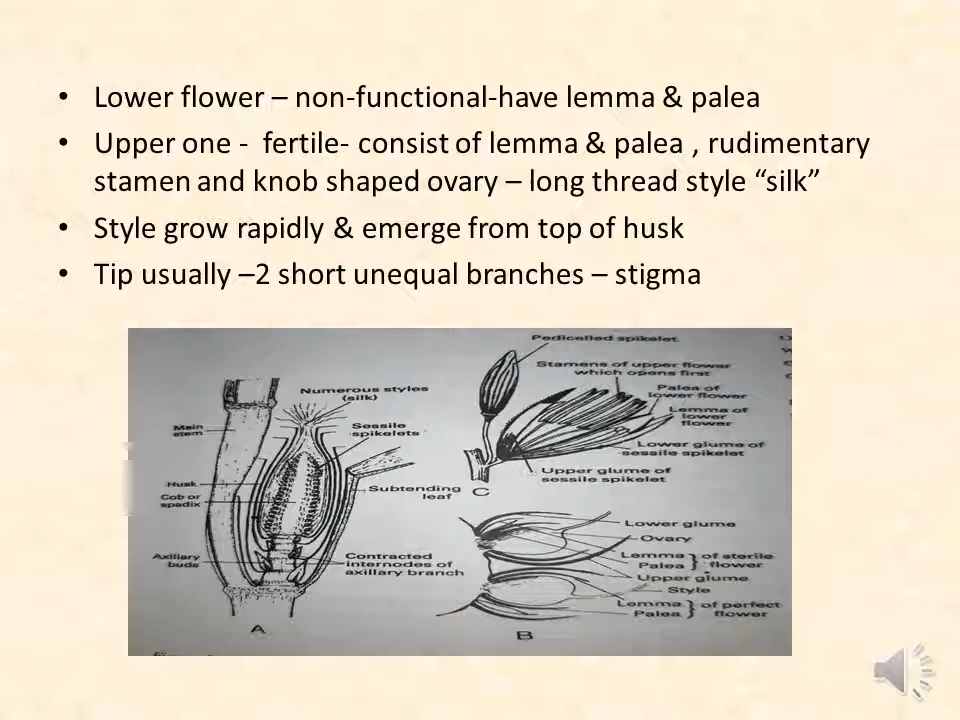 • Lower flower – non-functional-have lemma & palea
• Upper one -  fertile- consist of lemma & palea , rudimentary
stamen and knob shaped ovary – long thread style “silk”
• Style grow rapidly & emerge from top of husk
• Tip usually –2 short unequal branches – stigma
Pedicelled spikelet
Stamens of upper flower
which opens first
Palea of
lower flower
Lemma of
lower
flower
Lower glume of
sessile spikelet
Upper glume of
sessile spikelet
C
Numerous styles
(silk)
Main
stem
Sessile
spikelets
Husk
Cob or
spadix
Subtending
leaf
Axillary
buds
Contracted
internodes of
axillary branch
A
Lower glume
Ovary
Lemma } of sterile
Palea } flower
Upper glume
Style
Lemma } of perfect
Palea } flower
B